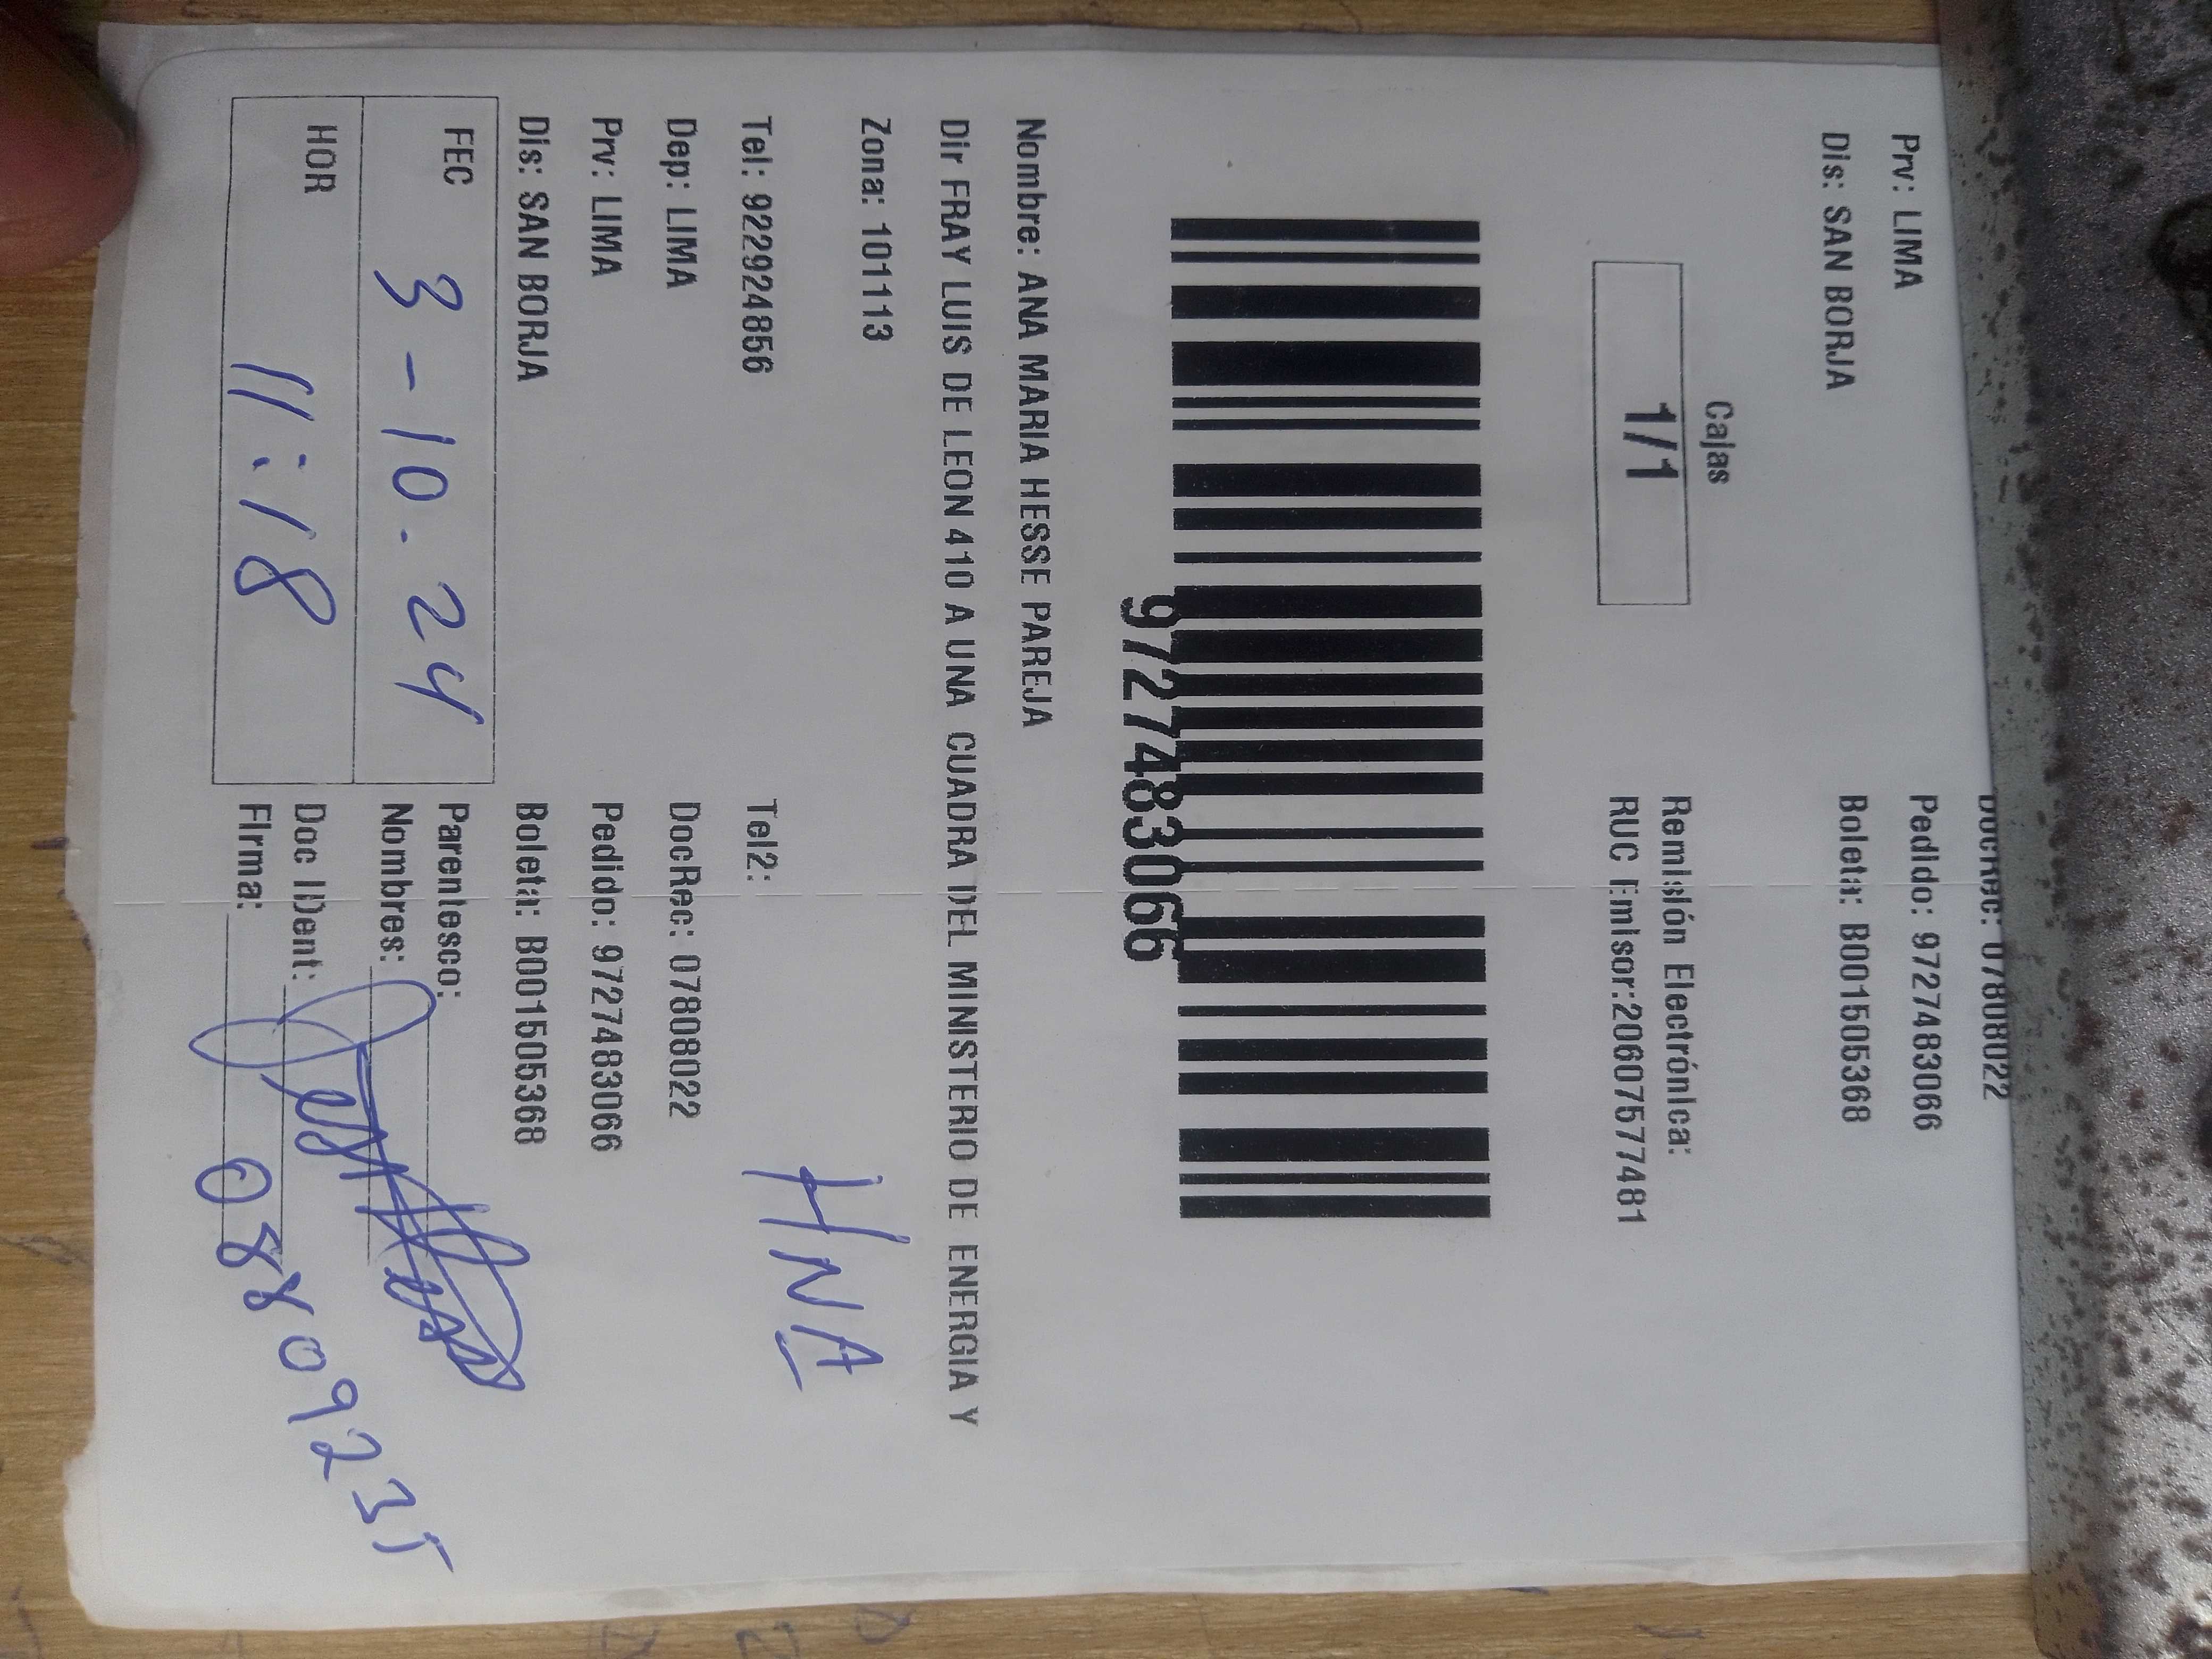 DocRec: 07808022
Prv: LIMA Pedido: 9727483066
Dis: SAN BORJA Boleta: B001505368
Cajas
1/1
Remisión Electrónica:
RUC Emisor:20607577481
9727483066
Nombre: ANA MARIA HESSE PAREJA
Dir FRAY LUIS DE LEON 410 A UNA CUADRA DEL MINISTERIO DE ENERGIA Y
Zona: 101113
HNA
Tel: 922924856 Tel2:
Dep: LIMA DocRec: 07808022
Prv: LIMA Pedido: 9727483066
Dis: SAN BORJA Boleta: B001505368
FEC 3-10.24
Parentesco:
Nombres:
HOR 11:18
Doc IDent:
Firma:
08809235